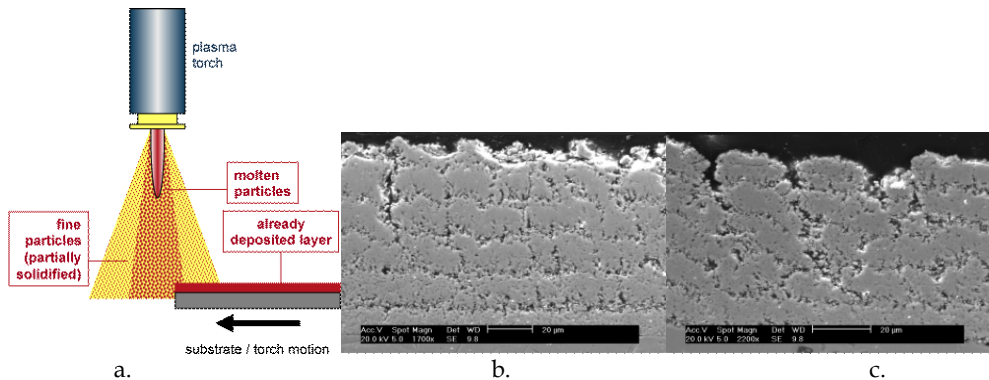 plasma
torch
molten
particles
fine
particles
(partially
solidified)
already
deposited layer
substrate / torch motion
Acc.V Spot Magn Det WD 20 µm
20.0 kV 5.0 1700x SE 9.8
Acc.V Spot Magn Det WD 20 µm
20.0 kV 5.0 2200x SE 9.8
a.
b.
c.